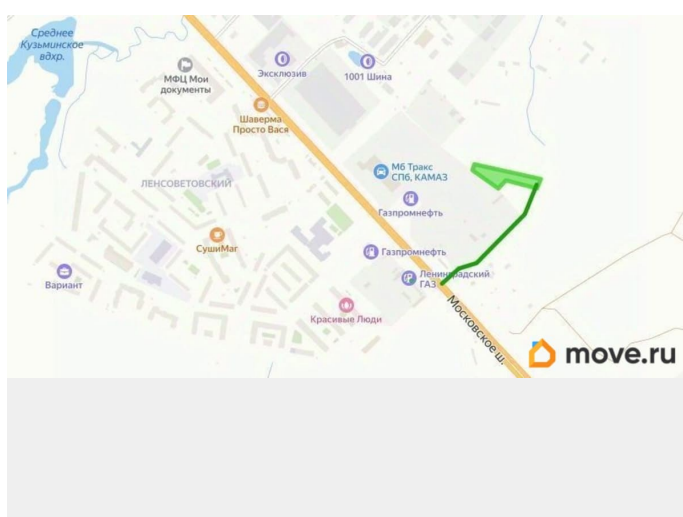 Среднее
Кузьминское
вдхр.
МФЦ Мои
документы
Эксклюзив
1001 Шина
Шаверма
Просто Вася
Мб Тракс
СПб, КАМАЗ
ЛЕНСОВЕТОВСКИЙ
Газпромнефть
СушиМаг
Газпромнефть
Ленинградский
ГАЗ
Вариант
Красивые Люди
Московское ш.
move.ru